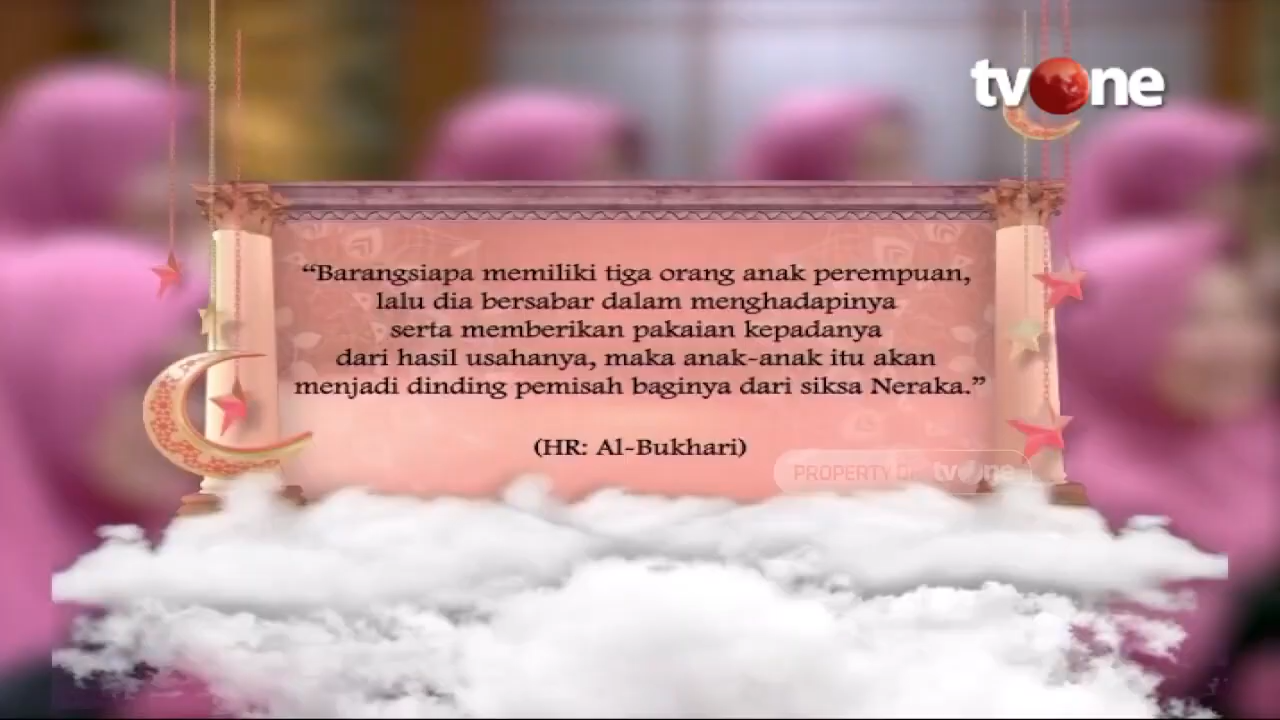 tvOne
“Barangsiapa memiliki tiga orang anak perempuan,
lalu dia bersabar dalam menghadapinya
serta memberikan pakaian kepadanya
dari hasil usahanya, maka anak-anak itu akan
menjadi dinding pemisah baginya dari siksa Neraka.”
(HR: Al-Bukhari)
PROPERTY OF tvOne